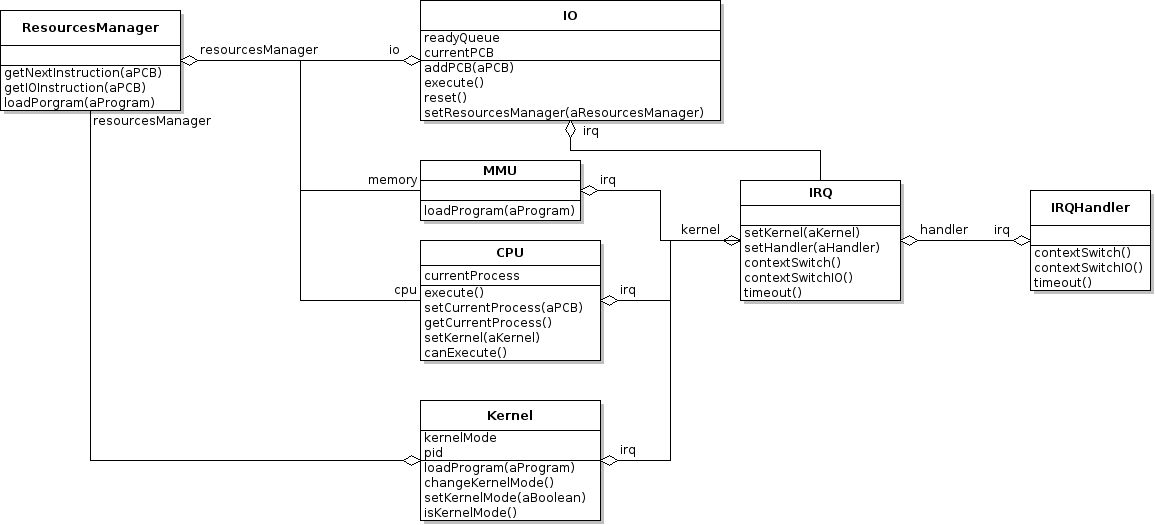 ResourcesManager
getNextInstruction(aPCB)
getIOInstruction(aPCB)
loadPorgram(aProgram)
resourcesManager
io
resourcesManager
IO
readyQueue
currentPCB
addPCB(aPCB)
execute()
reset()
setResourcesManager(aResourcesManager)
irq
memory
MMU
loadProgram(aProgram)
irq
cpu
CPU
currentProcess
execute()
setCurrentProcess(aPCB)
getCurrentProcess()
setKernel(aKernel)
canExecute()
irq
kernel
IRQ
setKernel(aKernel)
setHandler(aHandler)
contextSwitch()
contextSwitchIO()
timeout()
handler
irq
IRQHandler
contextSwitch()
contextSwitchIO()
timeout()
Kernel
kernelMode
pid
loadProgram(aProgram)
changeKernelMode()
setKernelMode(aBoolean)
isKernelMode()
irq